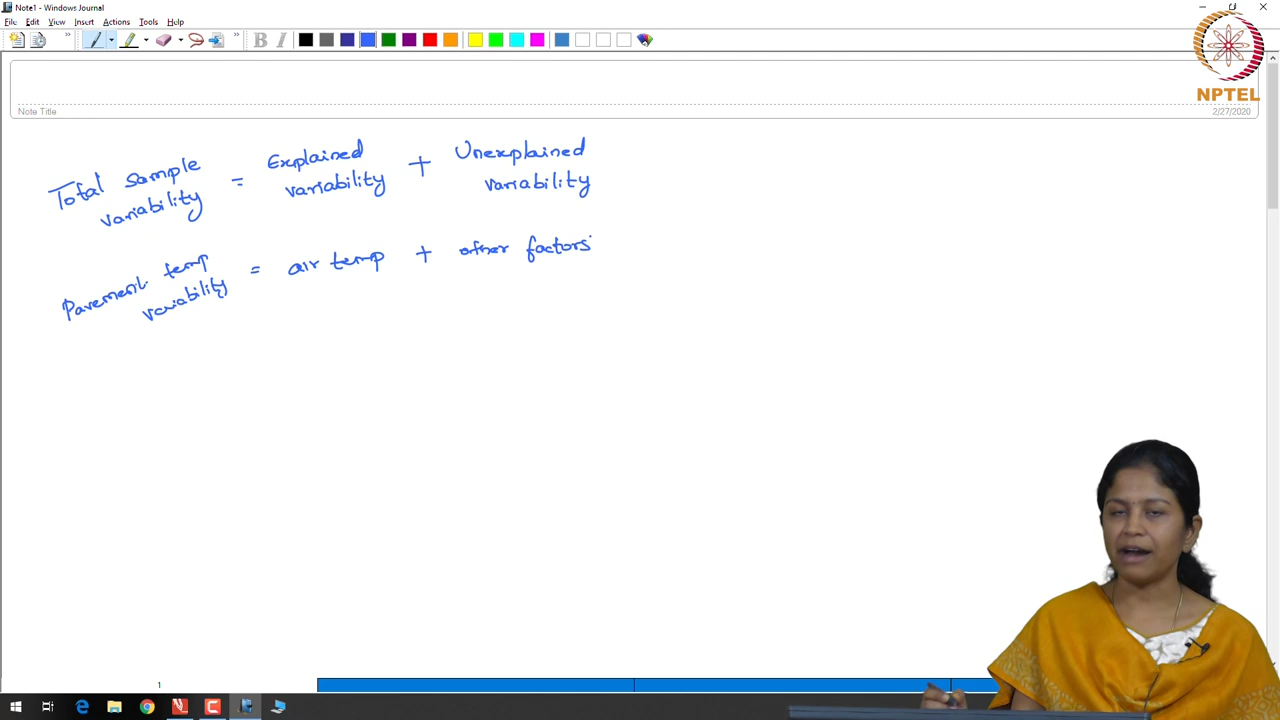 Note1 - Windows Journal
File Edit View Insert Actions Tools Help
NPTEL
Note Title
2/27/2020
Total sample variability = Explained variability + Unexplained variability
Pavement temp variability = air temp + other factors
1